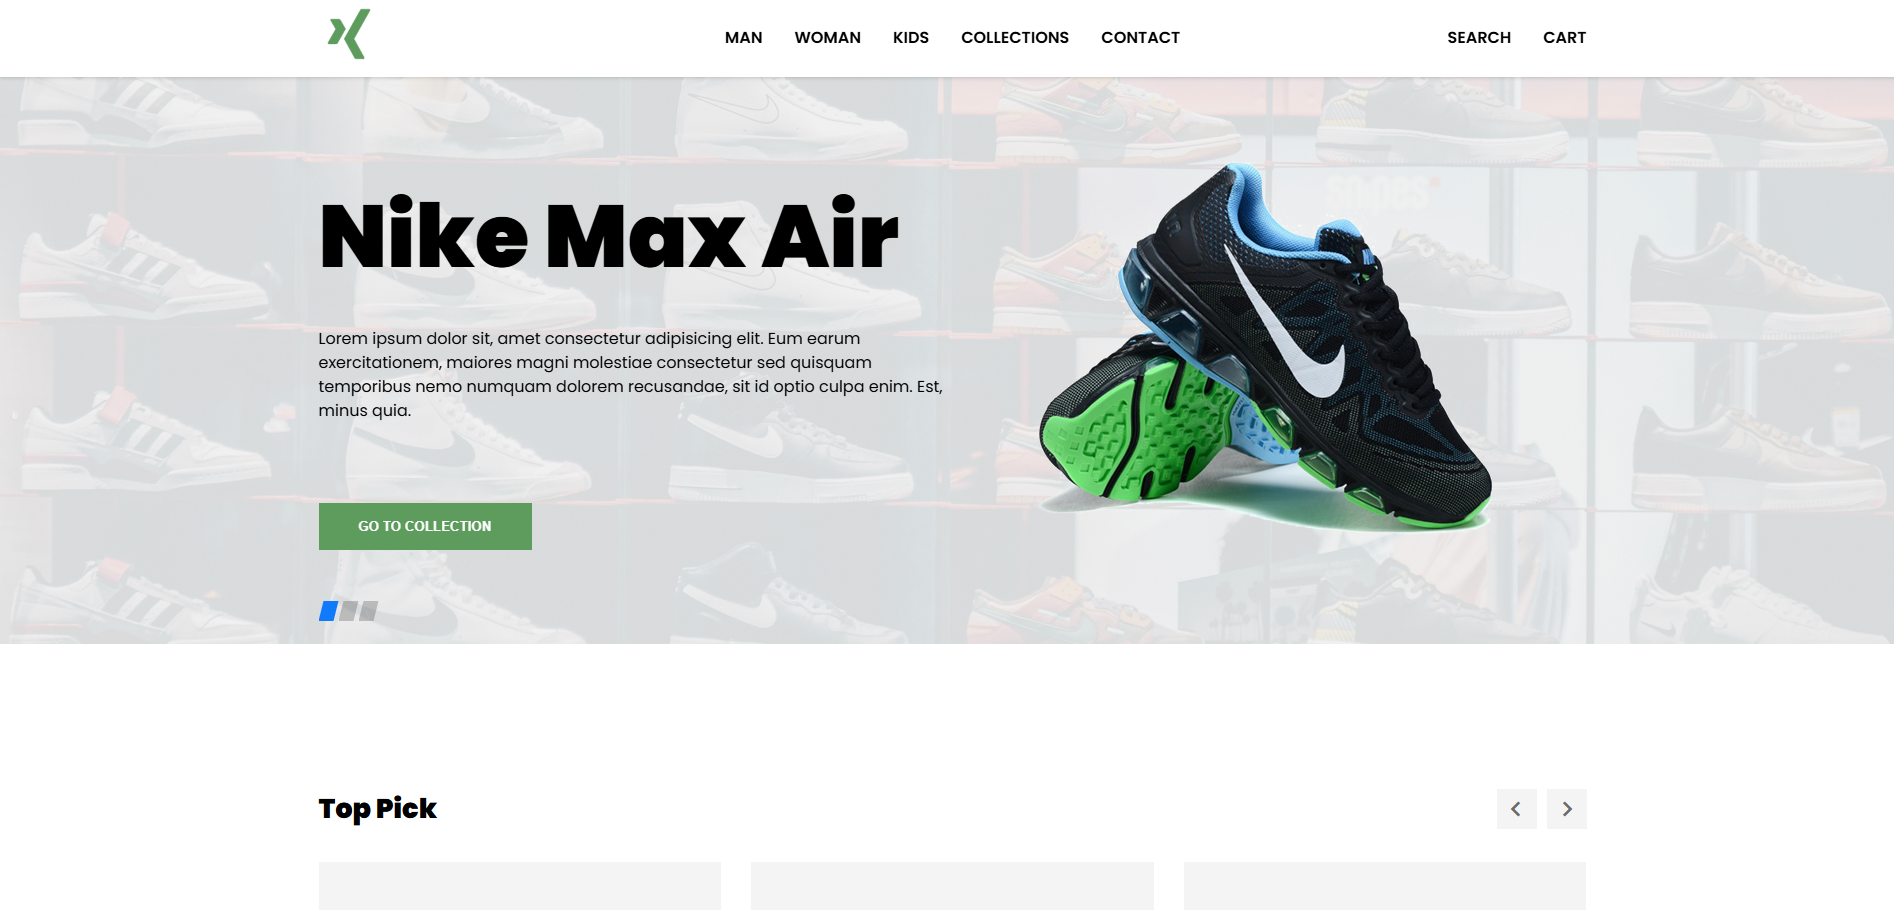 MAN WOMAN KIDS COLLECTIONS CONTACT SEARCH CART
Nike Max Air
Lorem ipsum dolor sit, amet consectetur adipisicing elit. Eum earum
exercitationem, maiores magni molestiae consectetur sed quisquam
temporibus nemo numquam dolorem recusandae, sit id optio culpa enim. Est,
minus quia.
GO TO COLLECTION
Top Pick